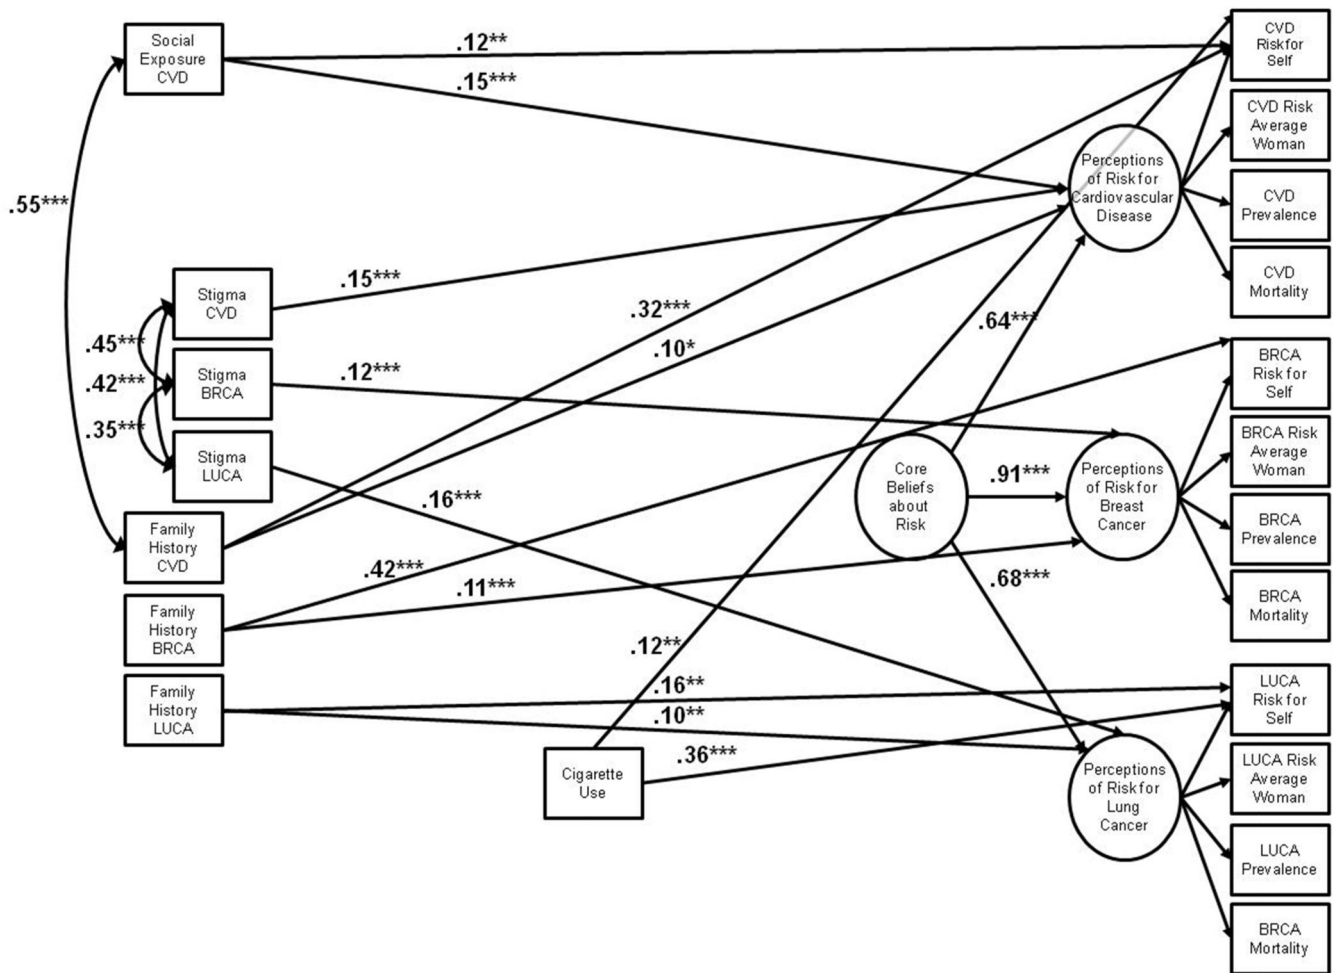 Social
Exposure
CVD
.12**
.15***
.55***
Stigma
CVD
.15***
.45***
.42***
.35***
Stigma
BRCA
.12***
Stigma
LUCA
.16***
Family
History
CVD
.32***
.10*
Family
History
BRCA
.42***
.11***
Family
History
LUCA
.16**
.10**
Cigarette
Use
.12**
.36***
Core
Beliefs
about
Risk
.64***
.91***
.68***
Perceptions
of Risk for
Cardiovascular
Disease
Perceptions
of Risk for
Breast
Cancer
Perceptions
of Risk for
Lung
Cancer
CVD
Risk for
Self
CVD Risk
Average
Woman
CVD
Prevalence
CVD
Mortality
BRCA
Risk for
Self
BRCA Risk
Average
Woman
BRCA
Prevalence
BRCA
Mortality
LUCA
Risk for
Self
LUCA Risk
Average
Woman
LUCA
Prevalence
BRCA
Mortality